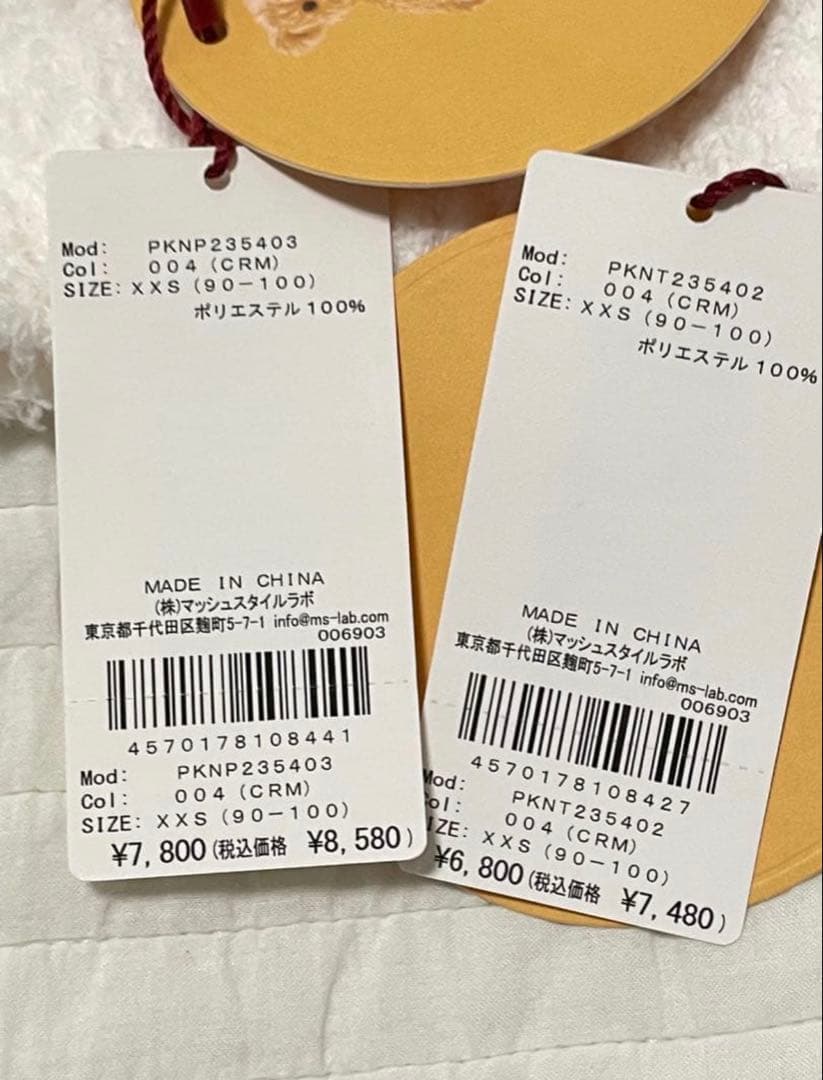 Mod: PKNP235403
Col: 004(CRM)
SIZE: XXS(90-100)
ポリエステル100%
MADE IN CHINA
(株)マッシュスタイルラボ
東京都千代田区麹町5-7-1 info@ms-lab.com
006903
4570178108441
Mod: PKNP235403
Col: 004(CRM)
SIZE: XXS(90-100)
¥7,800(税込価格 ¥8,580)
Mod: PKNT235402
Col: 004(CRM)
SIZE: XXS(90-100)
ポリエステル100%
MADE IN CHINA
(株)マッシュスタイルラボ
東京都千代田区麹町5-7-1 info@ms-lab.com
006903
4570178108427
Mod: PKNT235402
Col: 004(CRM)
SIZE: XXS(90-100)
¥6,800(税込価格 ¥7,480)